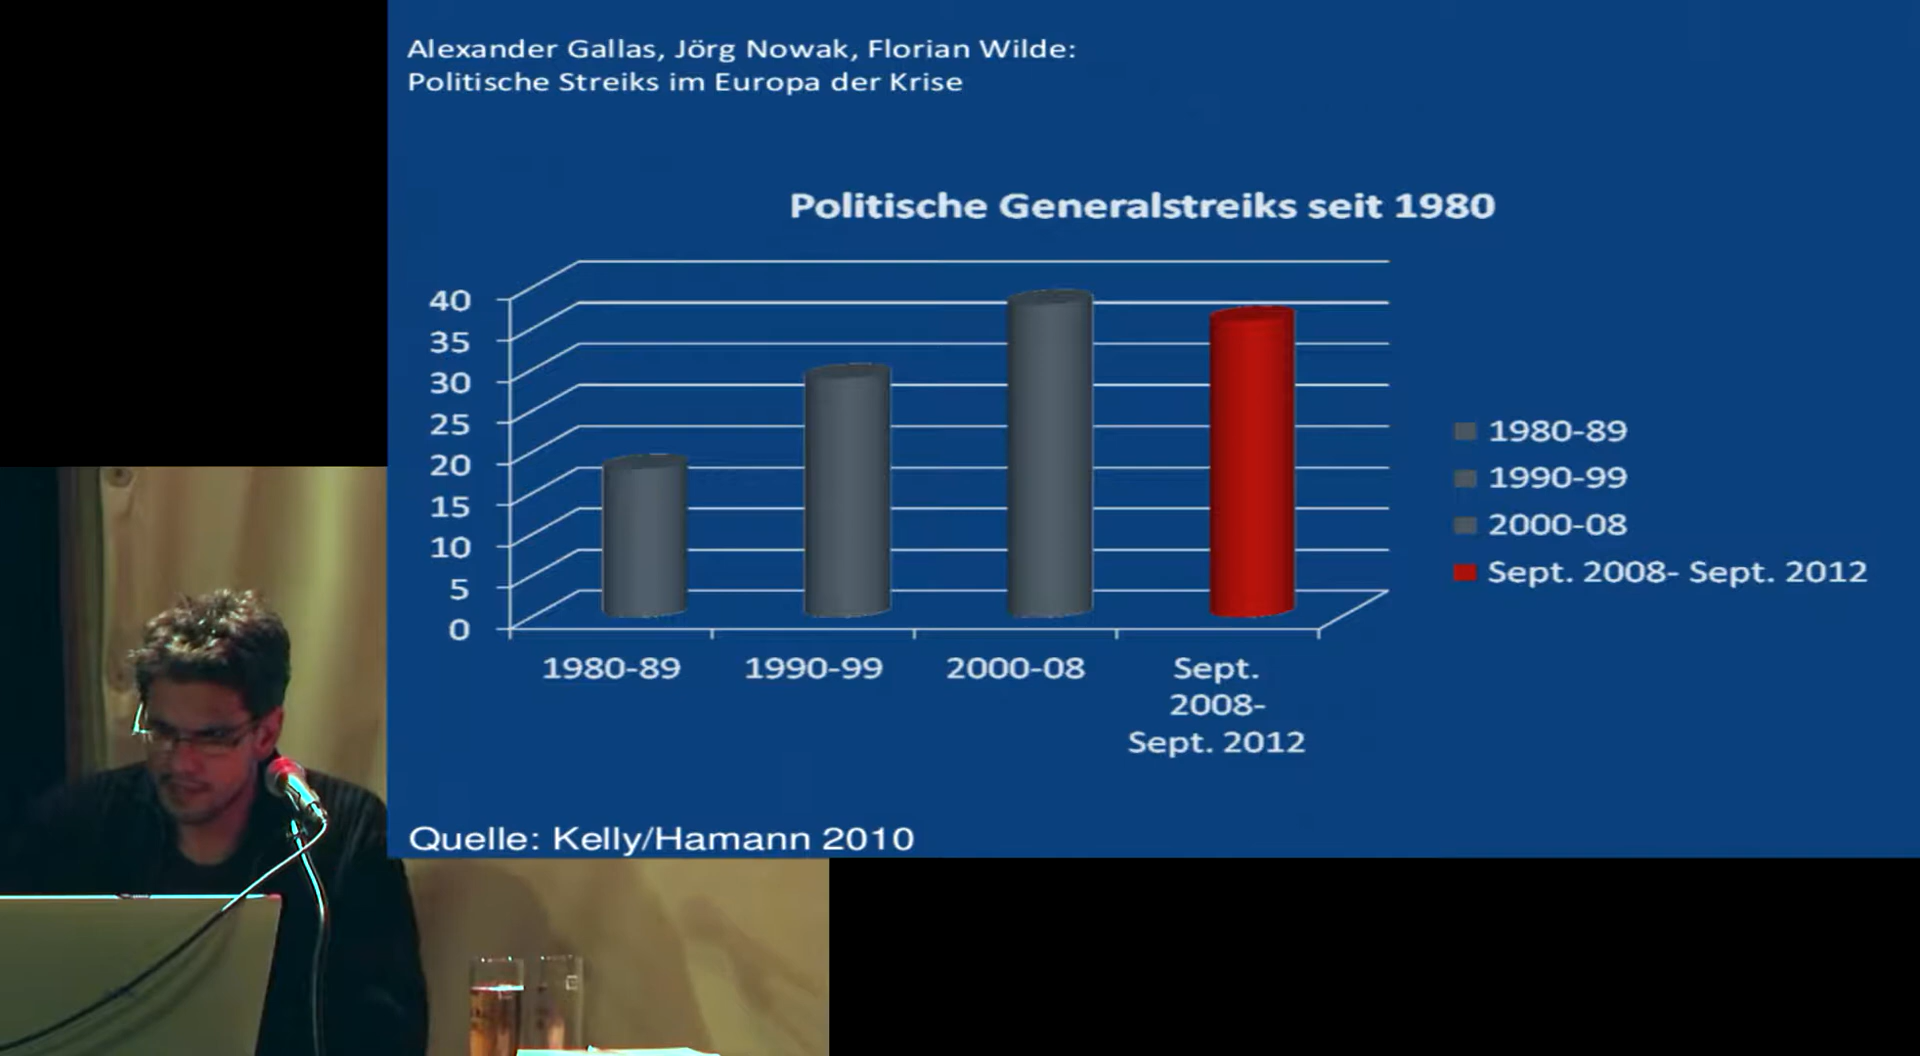 Alexander Gallas, Jörg Nowak, Florian Wilde:
Politische Streiks im Europa der Krise
Politische Generalstreiks seit 1980
40
35
30
25
20
15
10
5
0
1980-89
1990-99
2000-08
Sept.
2008-
Sept. 2012
1980-89
1990-99
2000-08
Sept. 2008- Sept. 2012
Quelle: Kelly/Hamann 2010